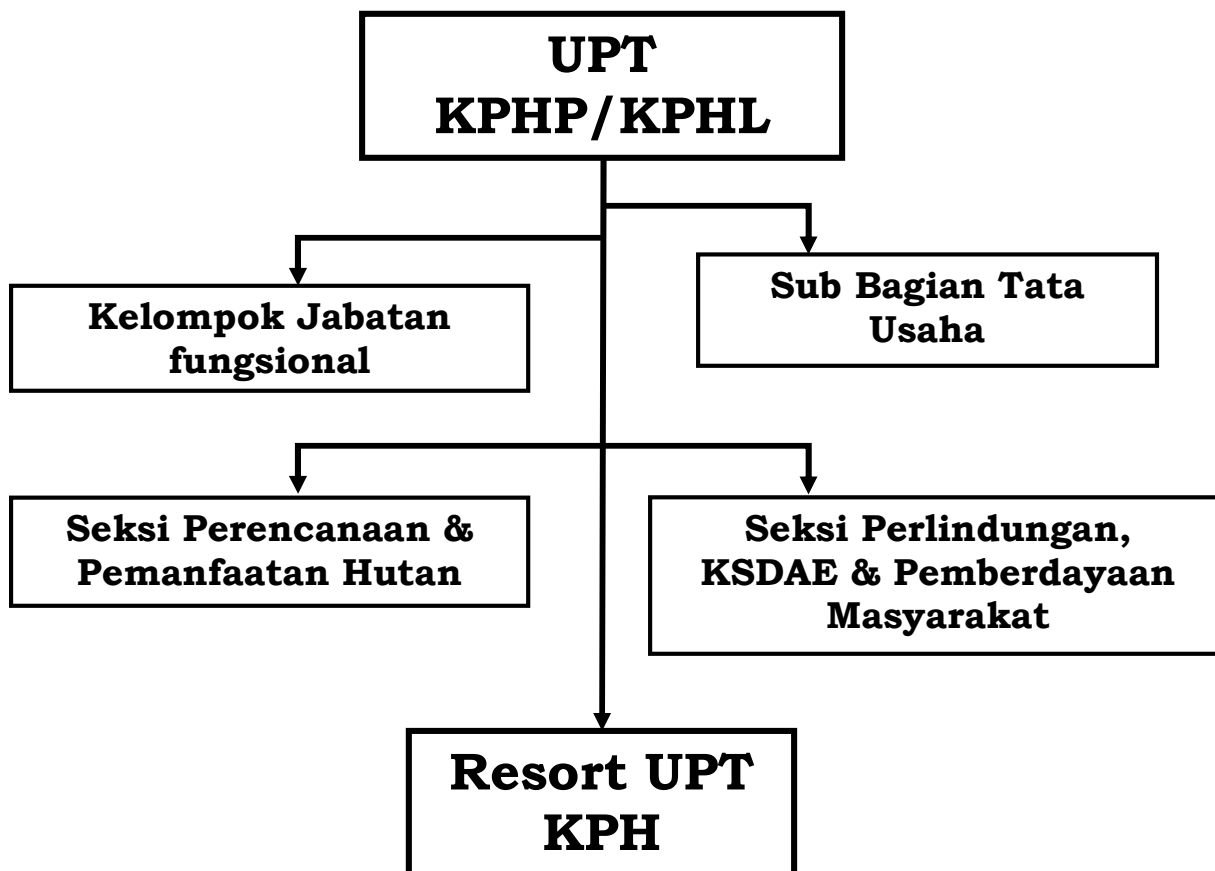 UPT
KPHP/KPHL
Sub Bagian Tata
Usaha
Kelompok Jabatan
fungsional
Seksi Perencanaan &
Pemanfaatan Hutan
Seksi Perlindungan,
KSDAE & Pemberdayaan
Masyarakat
Resort UPT
KPH